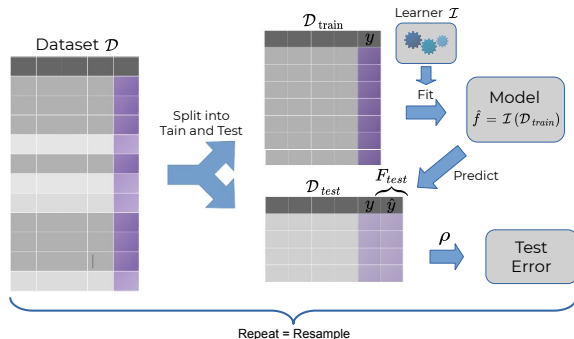 Learner 𝓘
𝓓train
Dataset 𝓓
y
Fit
Split into
Tain and Test
Model
f̂ = 𝓘(𝓓train)
Ftest
Predict
𝓓test
y ŷ
ρ
Test
Error
Repeat = Resample